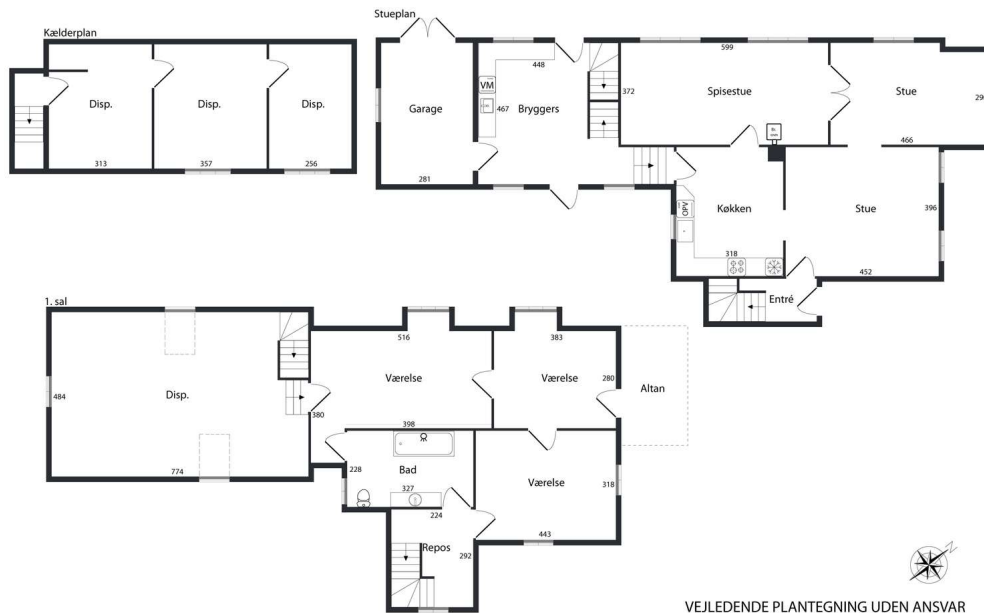 Kælderplan
Disp.
Disp.
Disp.
313
357
256
Stueplan
448
599
VM
467
372
Garage
Bryggers
Spisestue
Stue
466
281
Køkken
Stue
396
OPV
318
452
Entré
1. sal
516
383
Værelse
Værelse
280
Altan
484
Disp.
380
398
228
Bad
327
Værelse
318
774
224
443
Repos
292
N
VEJLEDENDE PLANTEGNING UDEN ANSVAR